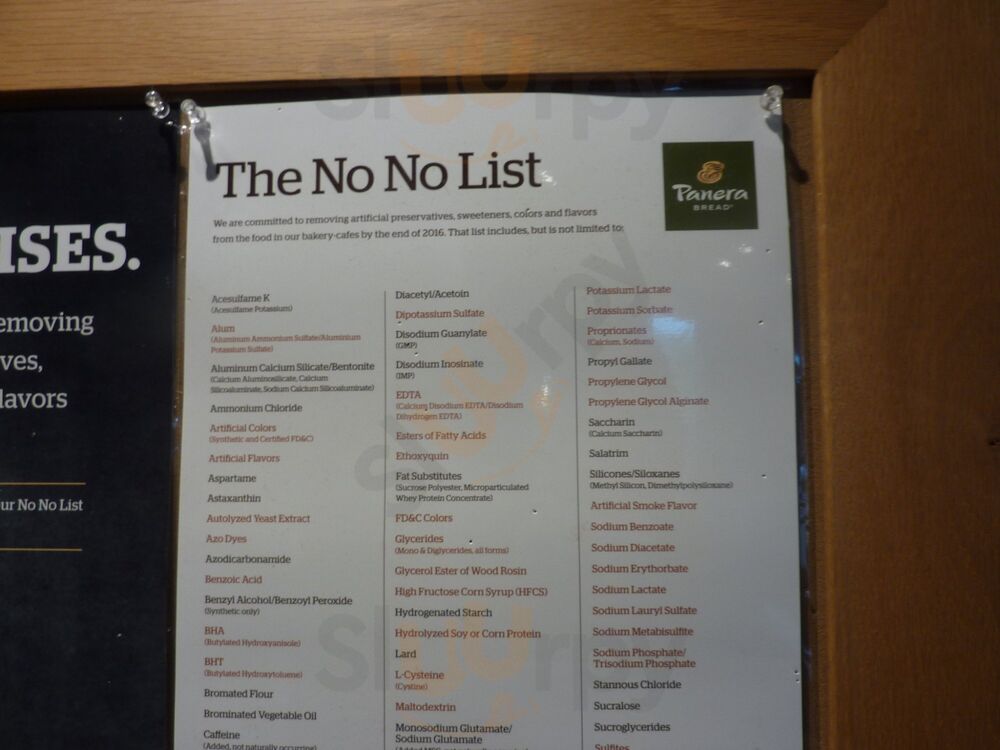 ISES.
emoving
ves,
lavors
ur No No List
The No No List
Panera
BREAD
We are committed to removing artificial preservatives, sweeteners, colors and flavors
from the food in our bakery-cafes by the end of 2016. That list includes, but is not limited to:
Acesulfame K
(Acesulfame Potassium)
Alum
(Aluminum Ammonium Sulfate/Aluminium
Potassium Sulfate)
Aluminum Calcium Silicate/Bentonite
(Calcium Aluminosilicate, Calcium
Silicoaluminate, Sodium Calcium Silicoaluminate)
Ammonium Chloride
Artificial Colors
(Synthetic and Certified FD&C)
Artificial Flavors
Aspartame
Astaxanthin
Autolyzed Yeast Extract
Azo Dyes
Azodicarbonamide
Benzoic Acid
Benzyl Alcohol/Benzoyl Peroxide
(Synthetic only)
BHA
(Butylated Hydroxyanisole)
BHT
(Butylated Hydroxytoluene)
Bromated Flour
Brominated Vegetable Oil
Caffeine
(Added, not naturally occurring)
Diacetyl/Acetoin
Dipotassium Sulfate
Disodium Guanylate
(GMP)
Disodium Inosinate
(IMP)
EDTA
(Calcium Disodium EDTA/Disodium
Dihydrogen EDTA)
Esters of Fatty Acids
Ethoxyquin
Fat Substitutes
(Sucrose Polyester, Microparticulated
Whey Protein Concentrate)
FD&C Colors
Glycerides
(Mono & Diglycerides, all forms)
Glycerol Ester of Wood Rosin
High Fructose Corn Syrup (HFCS)
Hydrogenated Starch
Hydrolyzed Soy or Corn Protein
Lard
L-Cysteine
(Cystine)
Maltodextrin
Monosodium Glutamate/
Sodium Glutamate
Potassium Lactate
Potassium Sorbate
Proprionates
(Calcium, Sodium)
Propyl Gallate
Propylene Glycol
Propylene Glycol Alginate
Saccharin
(Calcium Saccharin)
Salatrim
Silicones/Siloxanes
(Methyl Silicon, Dimethylpolysiloxane)
Artificial Smoke Flavor
Sodium Benzoate
Sodium Diacetate
Sodium Erythorbate
Sodium Lactate
Sodium Lauryl Sulfate
Sodium Metabisulfite
Sodium Phosphate/
Trisodium Phosphate
Stannous Chloride
Sucralose
Sucroglycerides
Sulfites